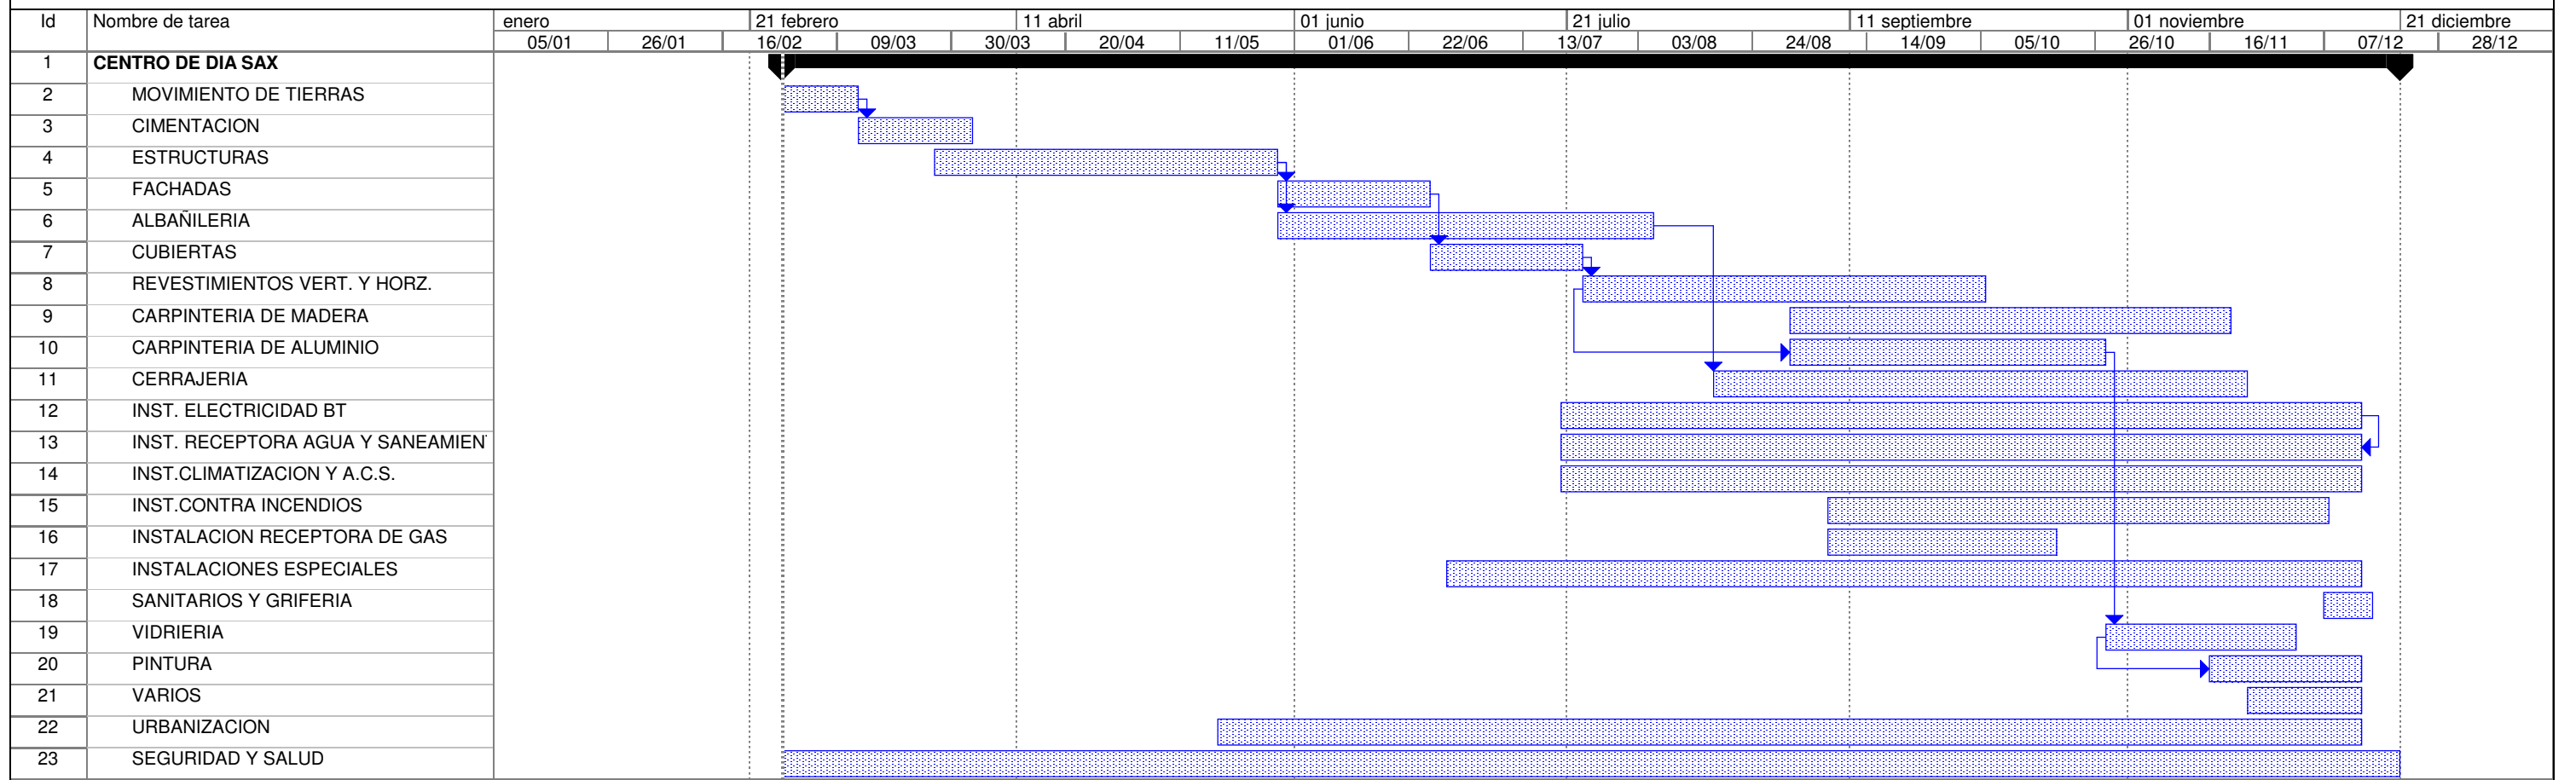 Id Nombre de tarea enero 21 febrero 11 abril 01 junio 21 julio 11 septiembre 01 noviembre 21 diciembre
05/01 26/01 16/02 09/03 30/03 20/04 11/05 01/06 22/06 13/07 03/08 24/08 14/09 05/10 26/10 16/11 07/12 28/12
1 CENTRO DE DIA SAX
2 MOVIMIENTO DE TIERRAS
3 CIMENTACION
4 ESTRUCTURAS
5 FACHADAS
6 ALBAÑILERIA
7 CUBIERTAS
8 REVESTIMIENTOS VERT. Y HORZ.
9 CARPINTERIA DE MADERA
10 CARPINTERIA DE ALUMINIO
11 CERRAJERIA
12 INST. ELECTRICIDAD BT
13 INST. RECEPTORA AGUA Y SANEAMIEN
14 INST.CLIMATIZACION Y A.C.S.
15 INST.CONTRA INCENDIOS
16 INSTALACION RECEPTORA DE GAS
17 INSTALACIONES ESPECIALES
18 SANITARIOS Y GRIFERIA
19 VIDRIERIA
20 PINTURA
21 VARIOS
22 URBANIZACION
23 SEGURIDAD Y SALUD